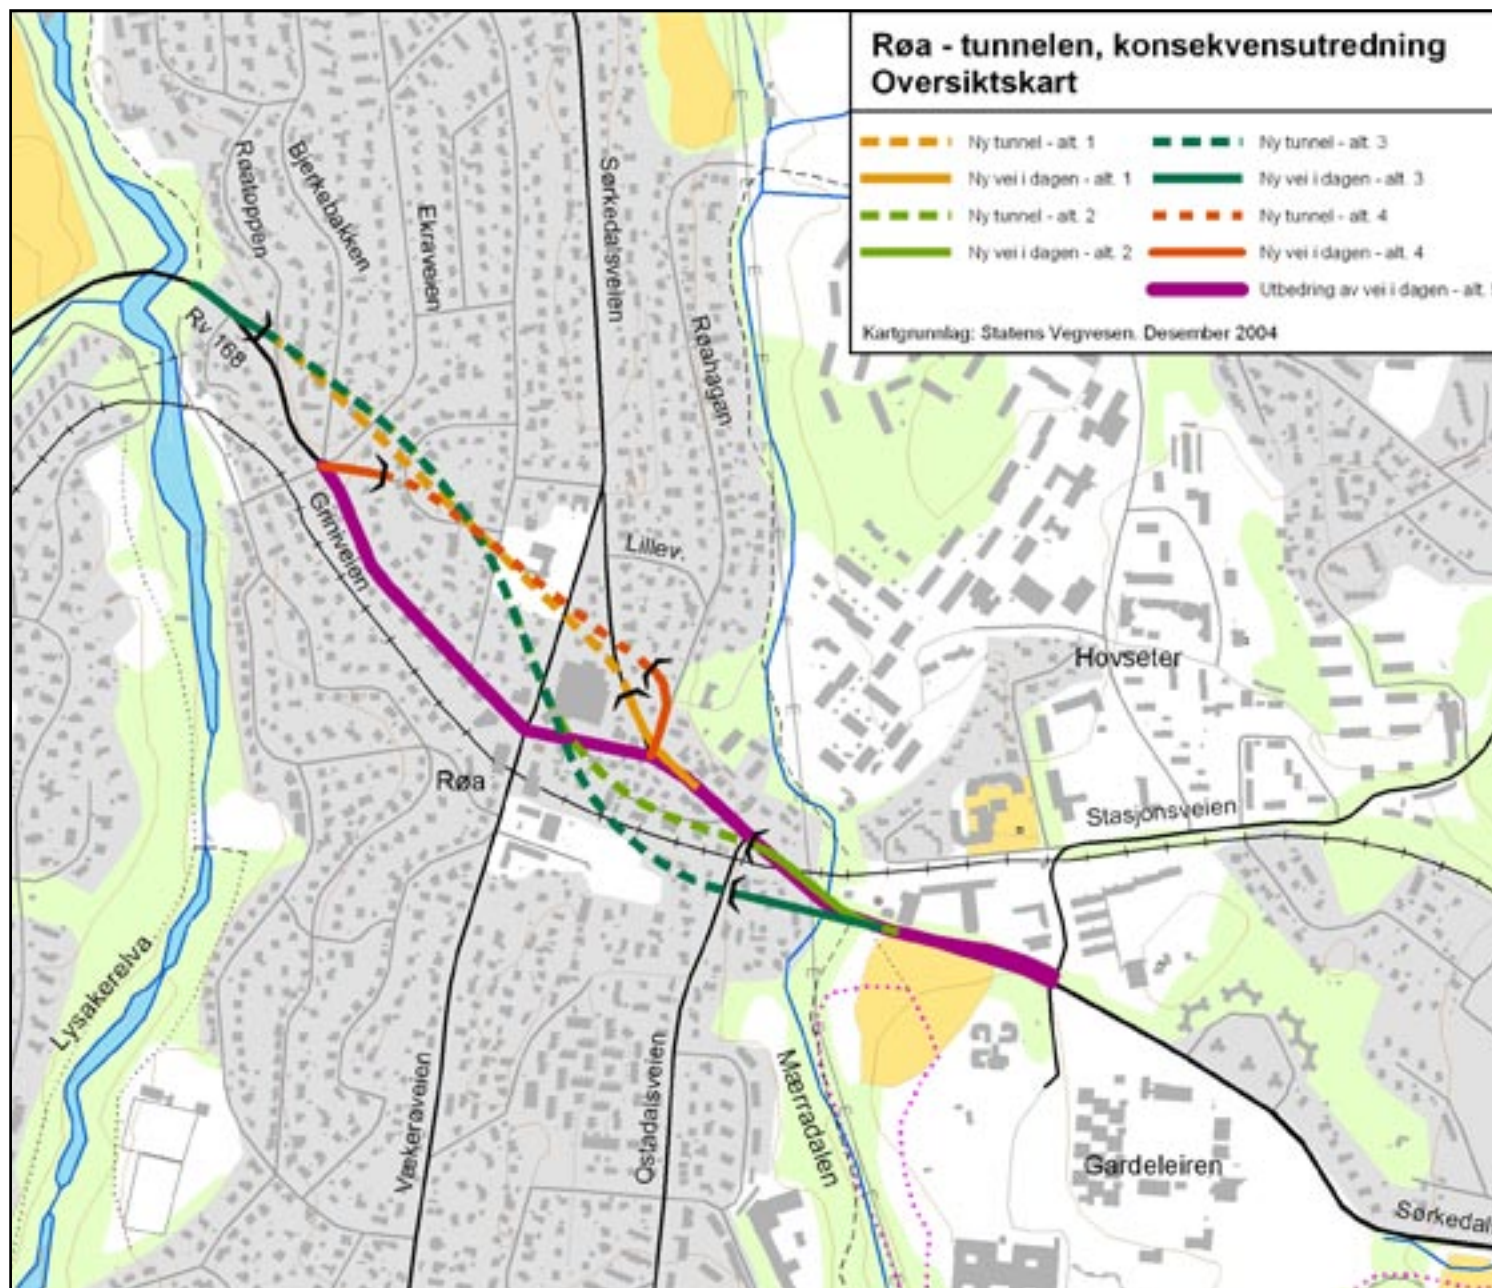 Røa - tunnelen, konsekvensutredning
Oversiktskart
Ny tunnel - alt. 1
Ny vei i dagen - alt. 1
Ny tunnel - alt. 2
Ny vei i dagen - alt. 2
Ny tunnel - alt. 3
Ny vei i dagen - alt. 3
Ny tunnel - alt. 4
Ny vei i dagen - alt. 4
Utbedring av vei i dagen - alt. 5
Kartgrunnlag: Statens Vegvesen. Desember 2004
Røatoppen
Bjerkebakken
Ekraveien
Sørkedalsveien
Røahagan
Rv. 168
Griniveien
Lillev.
Hovseter
Røa
Stasjonsveien
Lysakerelva
Vækerøveien
Ostadalsveien
Mærradalen
Gardeleiren
Sørkedal